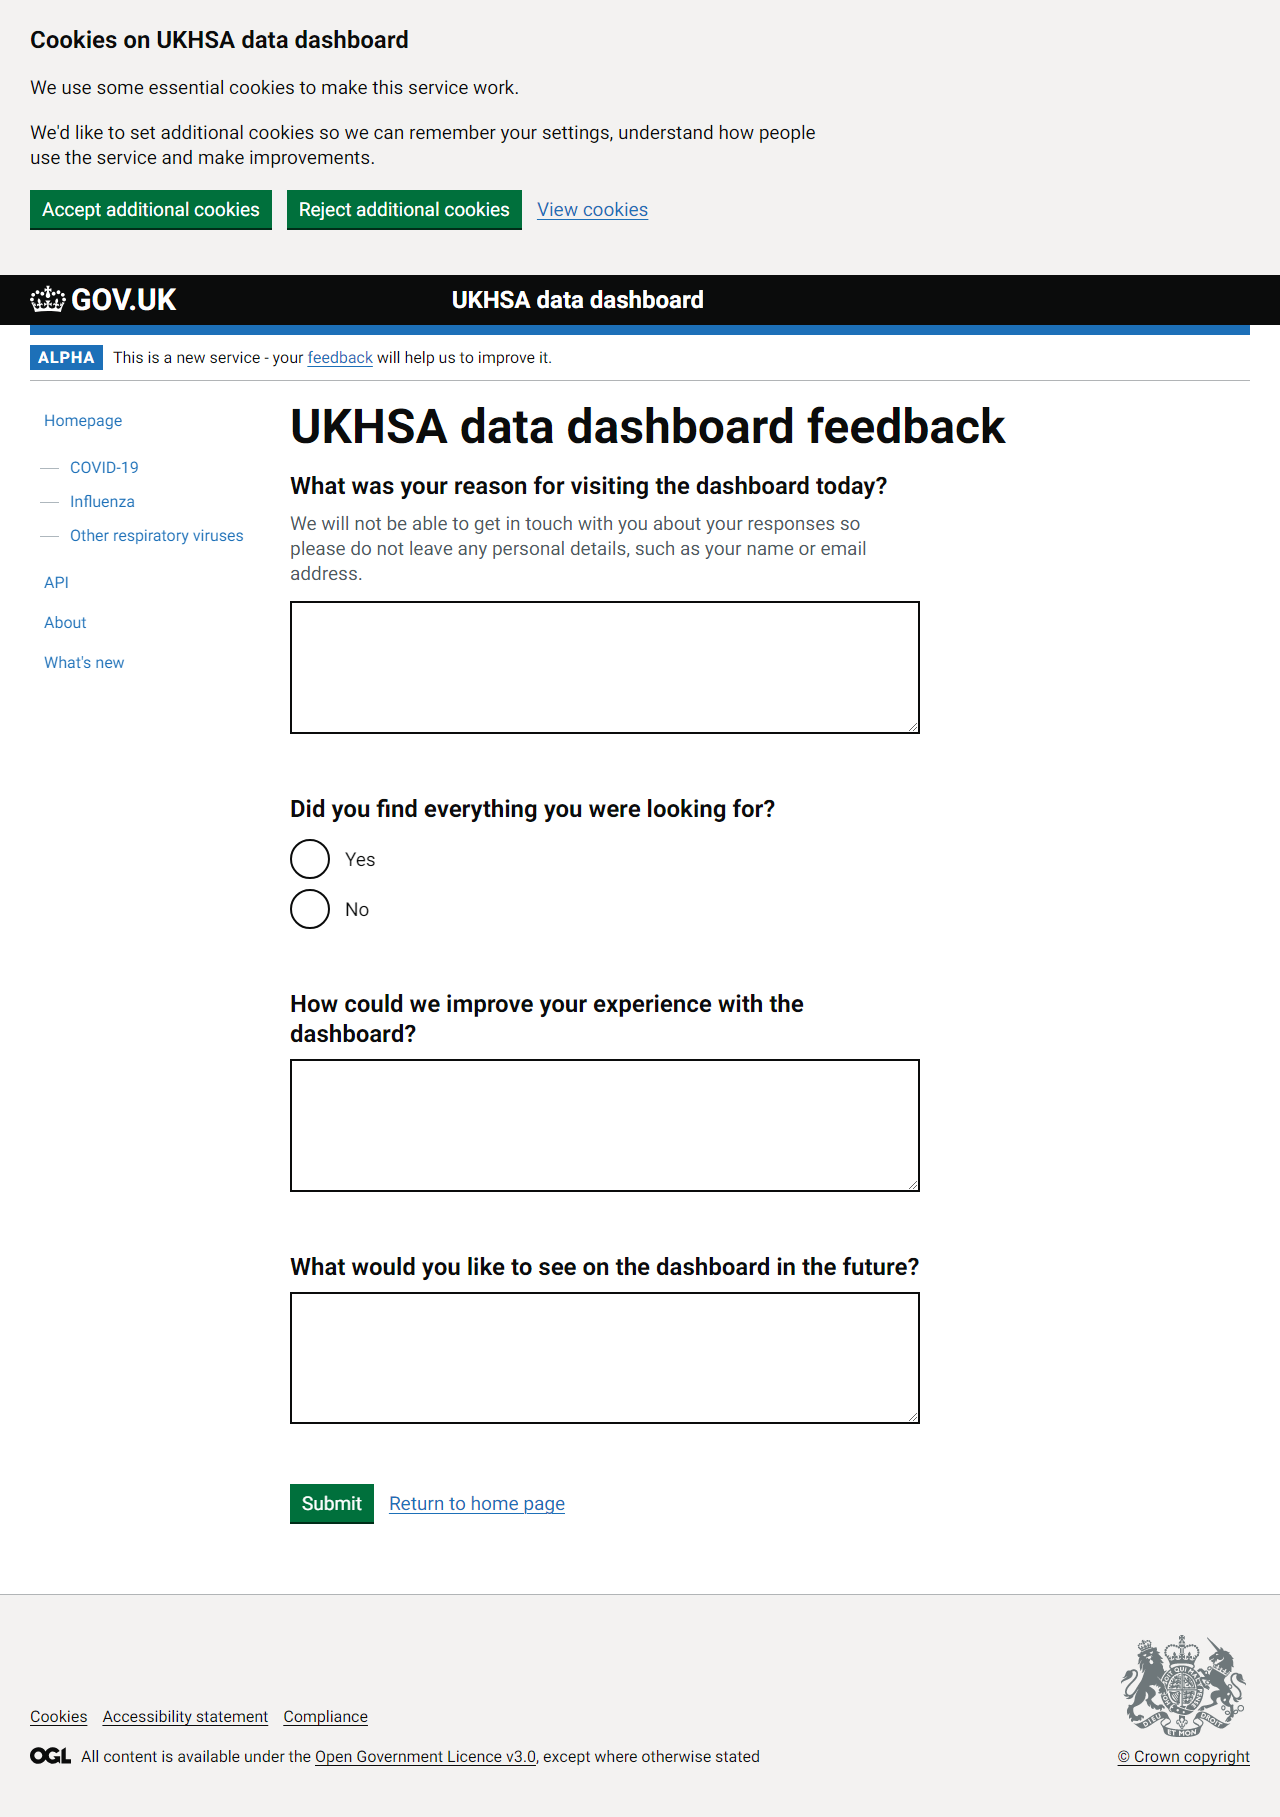 Cookies on UKHSA data dashboard
We use some essential cookies to make this service work.
We'd like to set additional cookies so we can remember your settings, understand how people
use the service and make improvements.
Accept additional cookies Reject additional cookies View cookies
GOV.UK UKHSA data dashboard
ALPHA This is a new service - your feedback will help us to improve it.
Homepage
COVID-19
Influenza
Other respiratory viruses
API
About
What's new
UKHSA data dashboard feedback
What was your reason for visiting the dashboard today?
We will not be able to get in touch with you about your responses so
please do not leave any personal details, such as your name or email
address.
Did you find everything you were looking for?
Yes
No
How could we improve your experience with the
dashboard?
What would you like to see on the dashboard in the future?
Submit Return to home page
Cookies Accessibility statement Compliance
OGL All content is available under the Open Government Licence v3.0, except where otherwise stated
DIEU ET MON DROIT
© Crown copyright